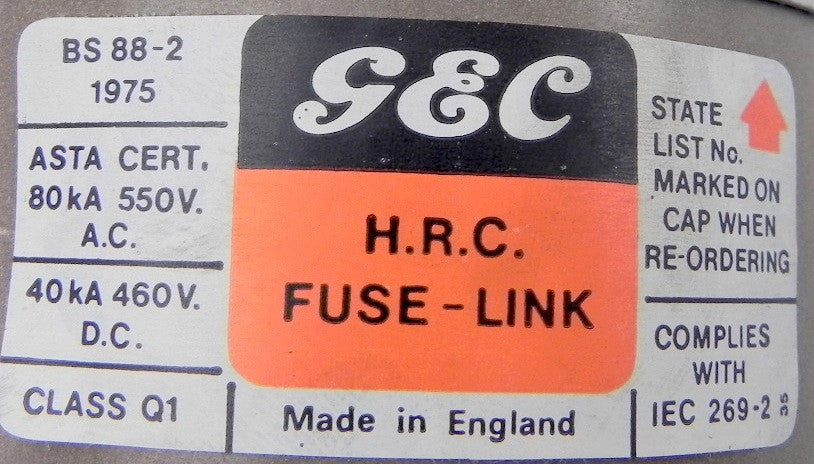 BS 88-2
1975
ASTA CERT.
80kA 550V.
A.C.
40kA 460V.
D.C.
CLASS Q1
GEC
H.R.C.
FUSE-LINK
Made in England
STATE
LIST No.
MARKED ON
CAP WHEN
RE-ORDERING
COMPLIES
WITH
IEC 269-2